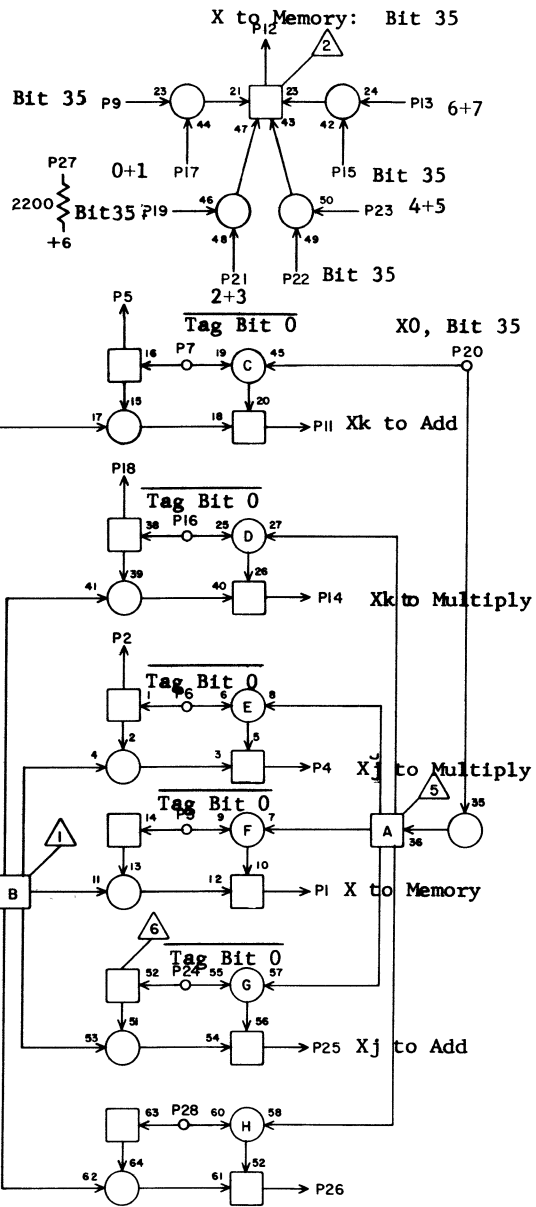 X to Memory: Bit 35
P12
2
23 21 23 24
Bit 35 P9 P13 6+7
44 47 43 42
P27 0+1 P17 P15 Bit 35
2200 Bit35 P19 46 50 P23 4+5
+6 48 49
P21 P22 Bit 35
2+3
P5
Tag Bit 0 X0, Bit 35
16 P7 19 C 45 P20
15 20
17 18 P11 Xk to Add
P18
Tag Bit 0
38 P16 25 D 27
39 26
41 40 P14 Xk to Multiply
P2
Tag Bit 0
1 P6 6 E 8
2 5
4 3 P4 Xj to Multiply
Tag Bit 0 5
14 9 F 7 A 35
1 36
13 10
B 11 12 P1 X to Memory
6
Tag Bit 0
52 P24 55 G 57
51 56
53 54 P25 Xj to Add
63 P28 60 H 58
64 52
62 61 P26